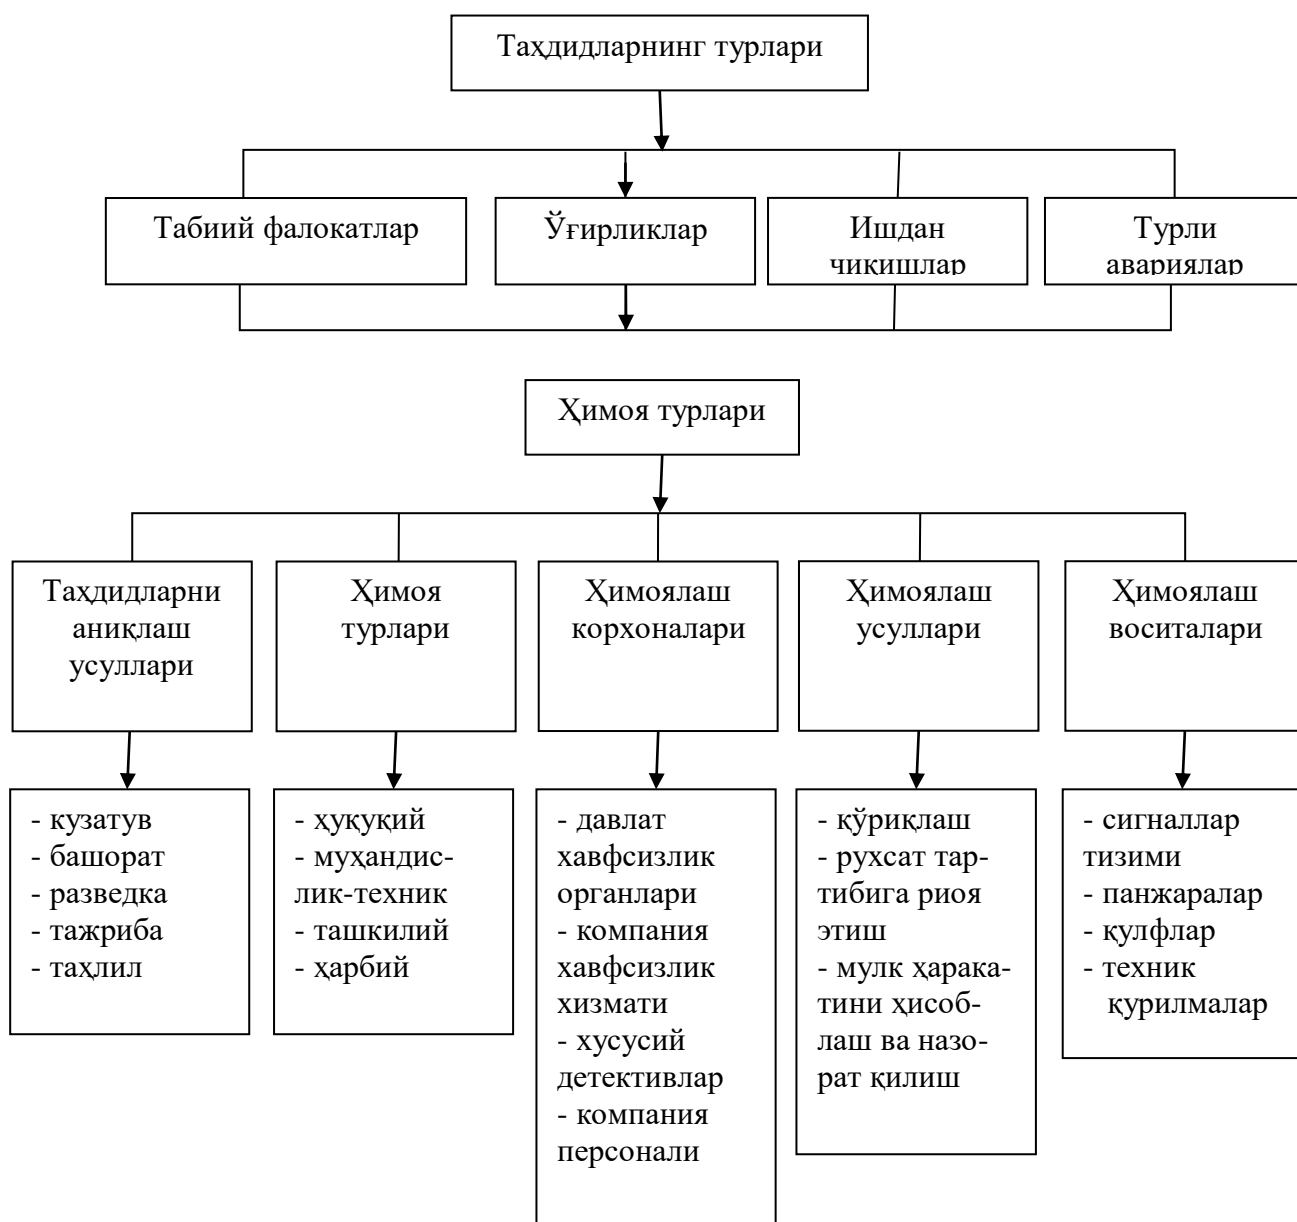 Таҳдидларнинг турлари
Табиий фалокатлар
Ўғирликлар
Ишдан
чиқишлар
Турли
авариялар
Ҳимоя турлари
Таҳдидларни
аниқлаш
усуллари
Ҳимоя
турлари
Ҳимоялаш
корхоналари
Ҳимоялаш
усуллари
Ҳимоялаш
воситалари
- кузатув
- башорат
- разведка
- тажриба
- таҳлил
- ҳуқуқий
- муҳандис-
лик-техник
- ташкилий
- ҳарбий
- давлат
хавфсизлик
органлари
- компания
хавфсизлик
хизмати
- хусусий
детективлар
- компания
персонали
- қўриқлаш
- рухсат тар-
тибига риоя
этиш
- мулк ҳарака-
тини ҳисоб-
лаш ва назо-
рат қилиш
- сигналлар
тизими
- панжаралар
- қулфлар
- техник
қурилмалар